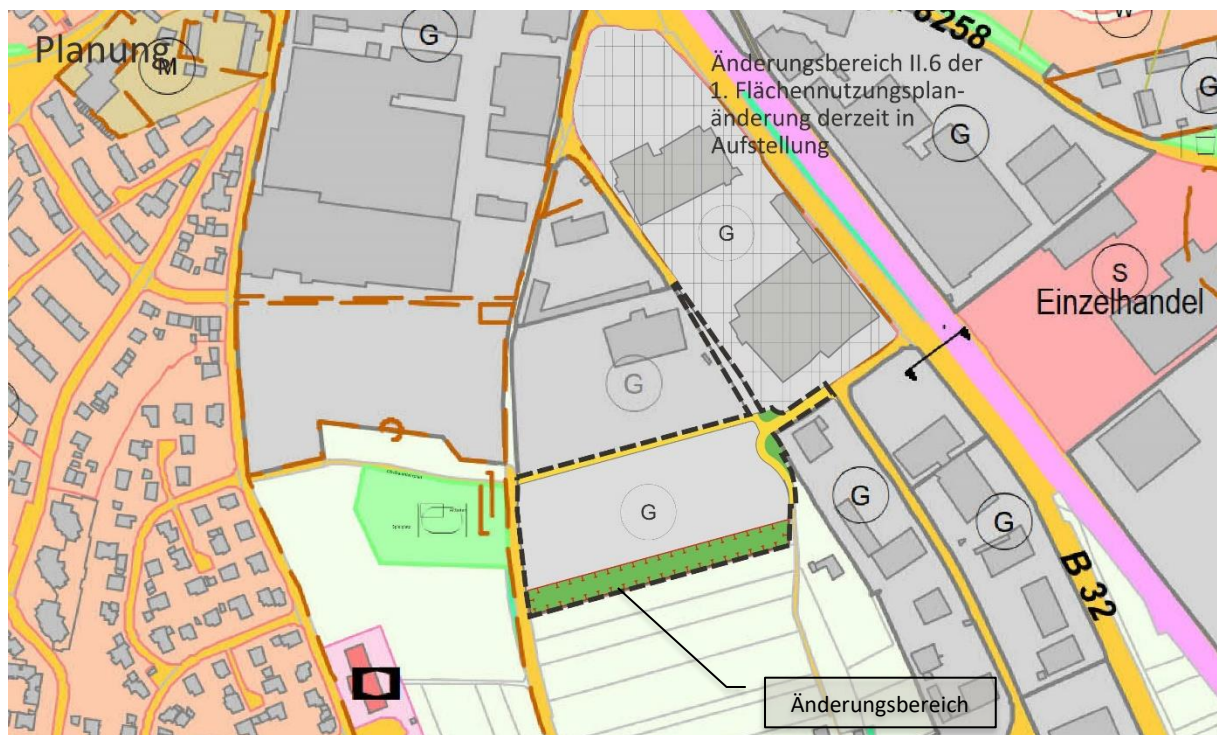 Planung
M
G
8258
W
Änderungsbereich II.6 der
1. Flächennutzungsplan-
änderung derzeit in
Aufstellung
G
G
G
S
Einzelhandel
G
G
G
G
B 32
Änderungsbereich